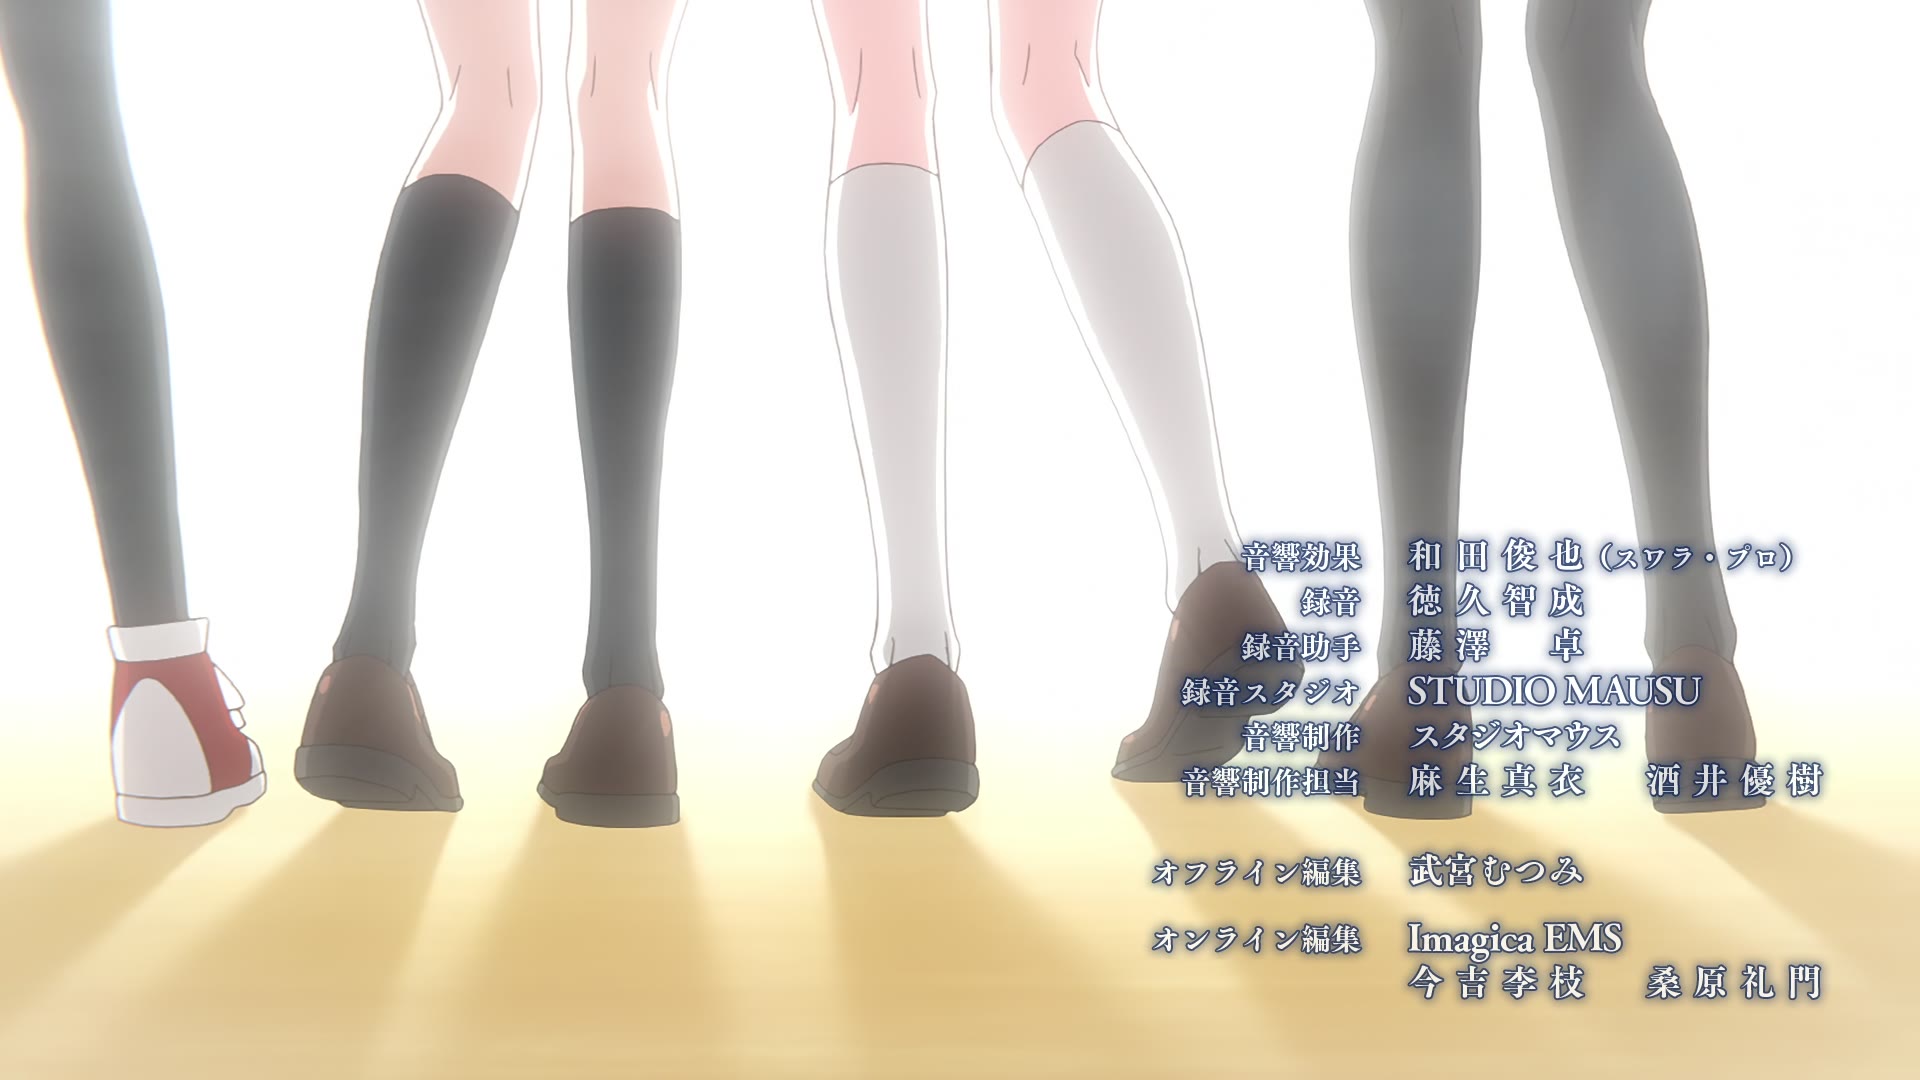 音響効果 和田俊也（スワラ・プロ）
録音 徳久智成
録音助手 藤澤 卓
録音スタジオ STUDIO MAUSU
音響制作 スタジオマウス
音響制作担当 麻生真衣 酒井優樹
オフライン編集 武宮むつみ
オンライン編集 Imagica EMS
今吉李枝 桑原礼門